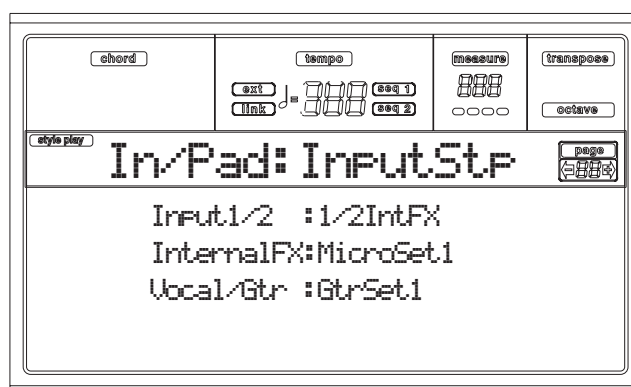 chord
tempo
measure
transpose
ext
link
=
seq 1
seq 2
octave
style play
In/Pad:InputStp
page
Input1/2 :1/2IntFX
InternalFX:MicroSet1
Vocal/Gtr :GtrSet1